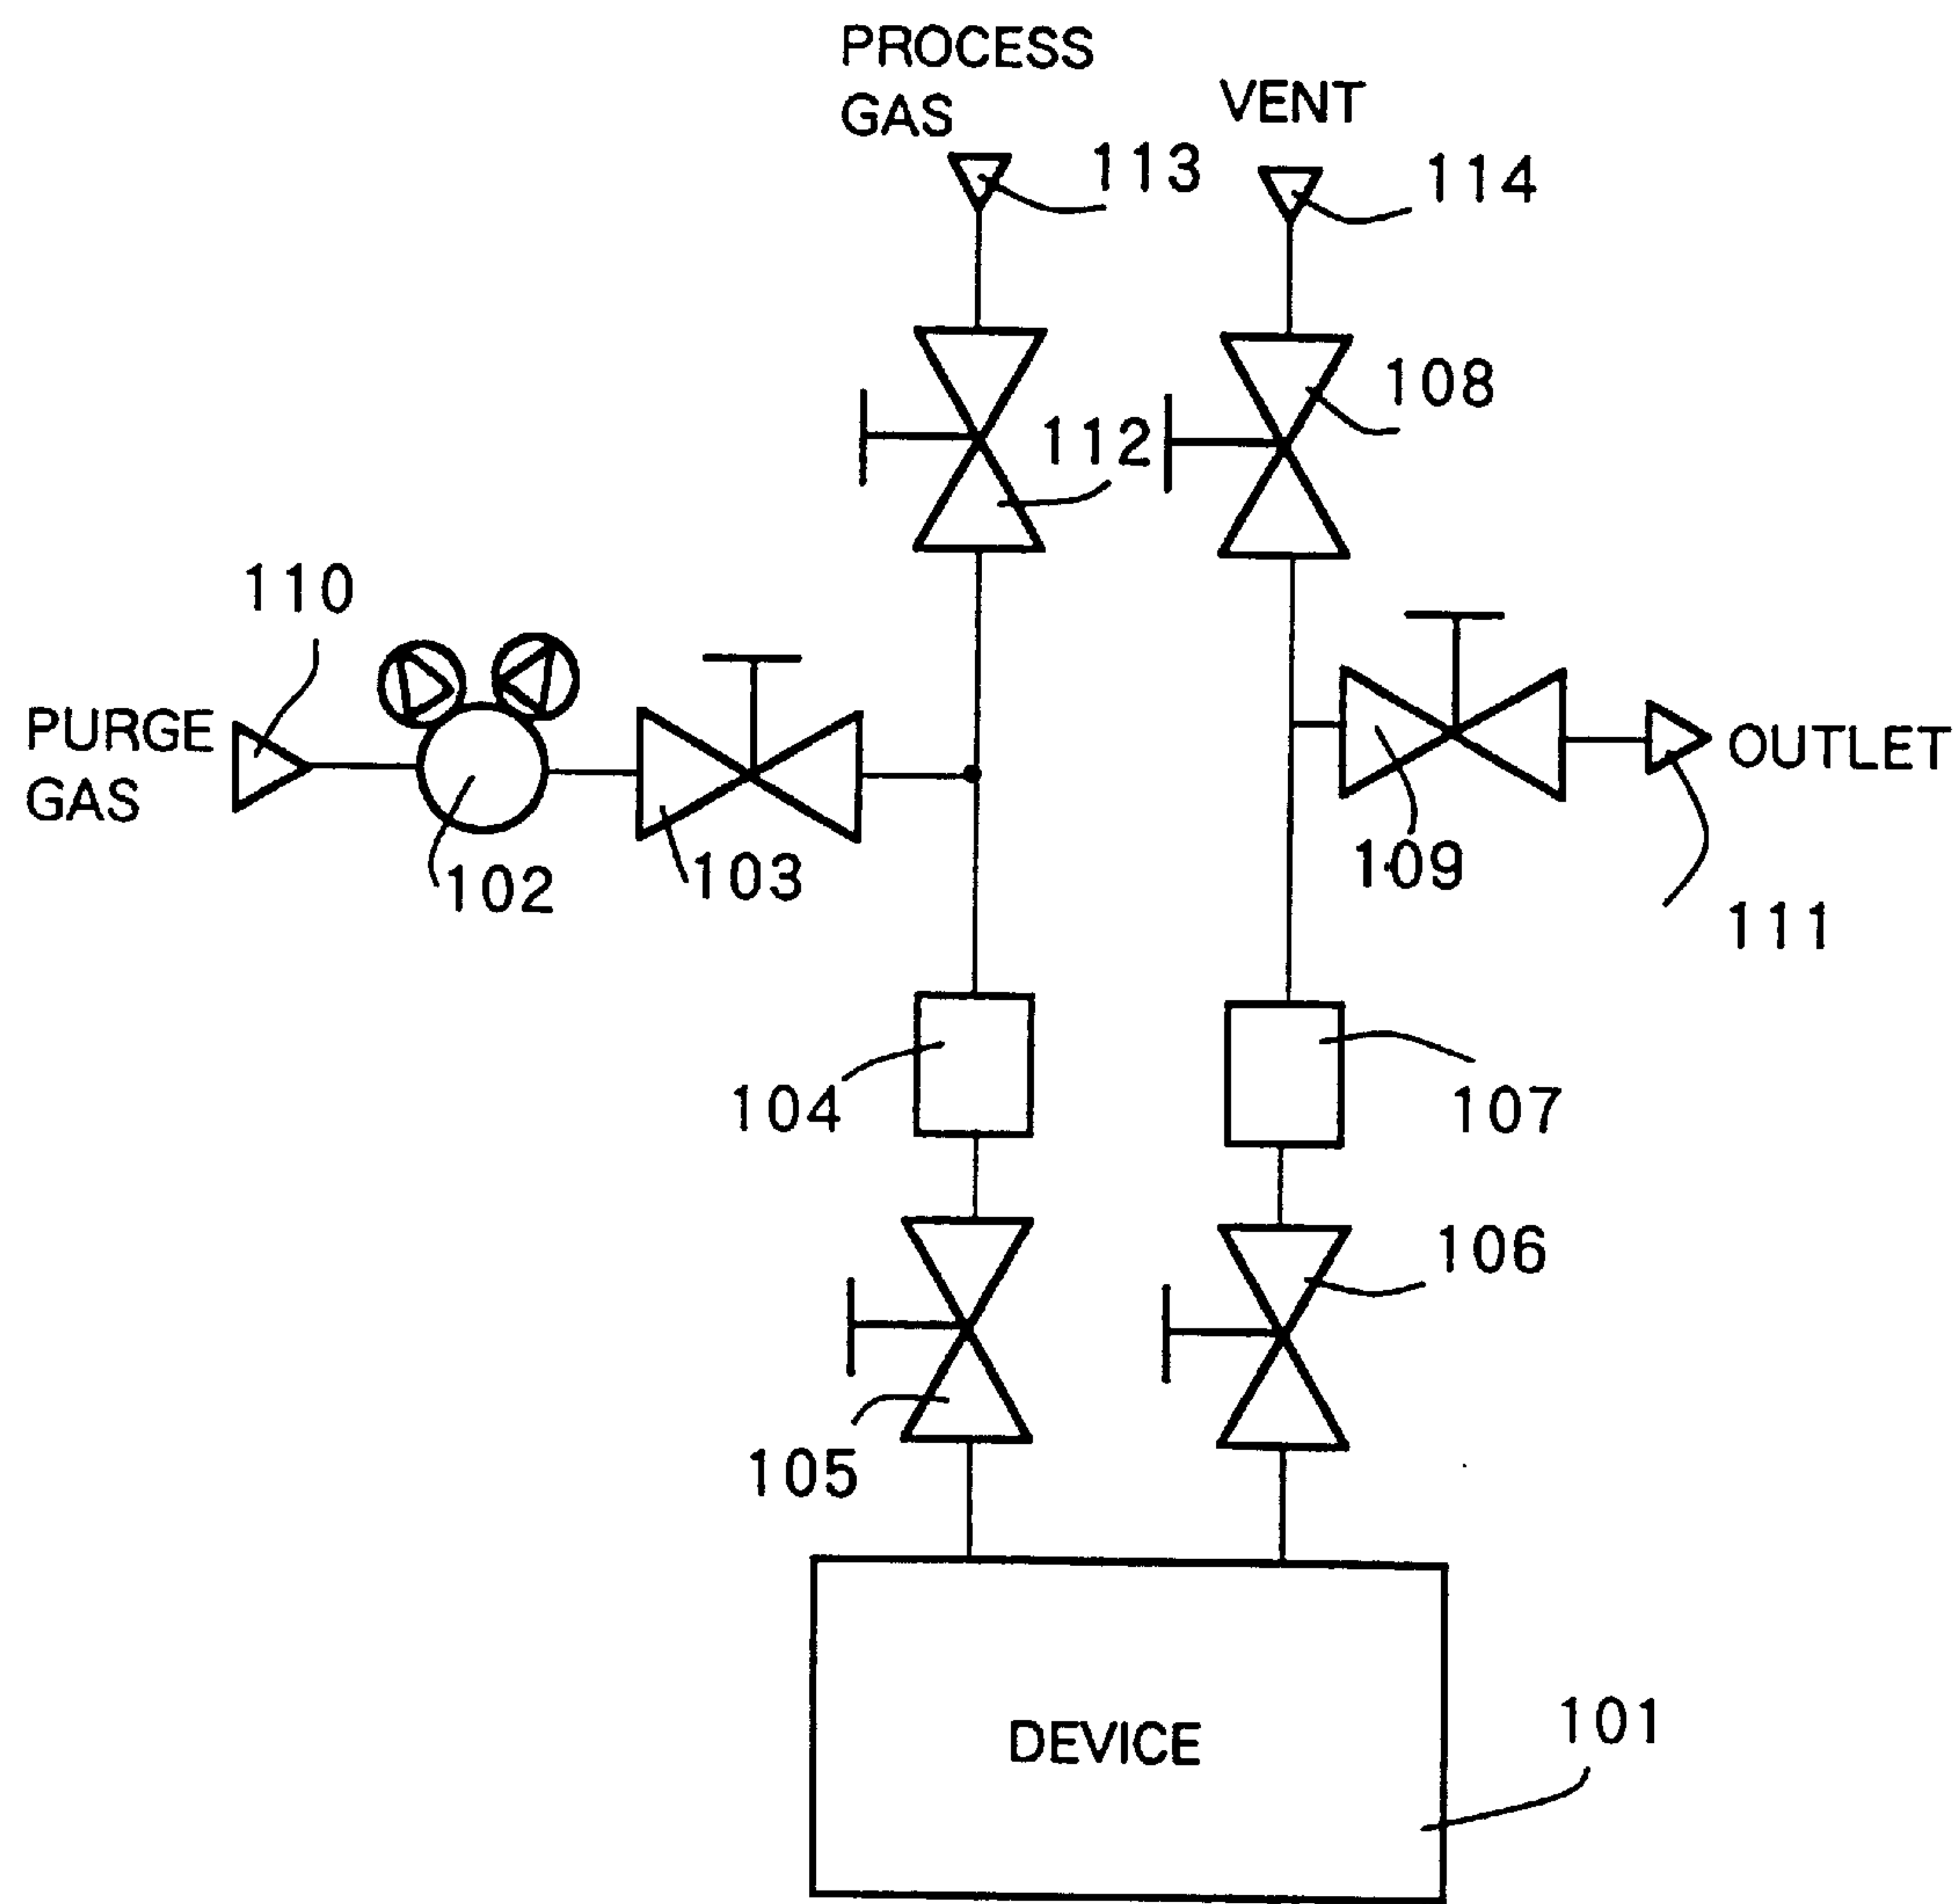 PROCESS
GAS
VENT
113
114
108
112
110
PURGE
GAS
OUTLET
102
103
109
111
104
107
106
105
DEVICE
101